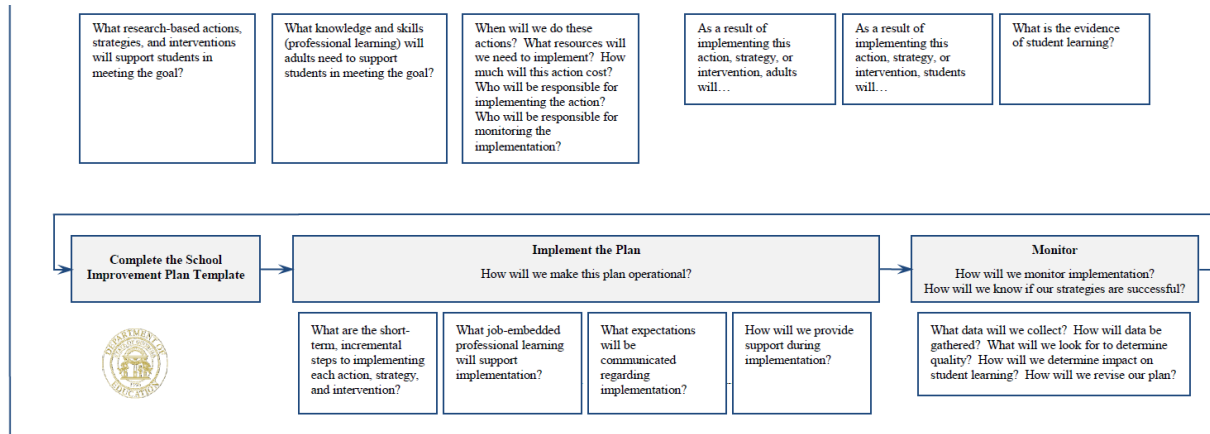 What research-based actions,
strategies, and interventions
will support students in
meeting the goal?
What knowledge and skills
(professional learning) will
adults need to support
students in meeting the goal?
When will we do these
actions?  What resources will
we need to implement?  How
much will this action cost?
Who will be responsible for
implementing the action?
Who will be responsible for
monitoring the
implementation?
As a result of
implementing this
action, strategy, or
intervention, adults
will…
As a result of
implementing this
action, strategy, or
intervention, students
will…
What is the evidence
of student learning?
Complete the School
Improvement Plan Template
Implement the Plan
How will we make this plan operational?
Monitor
How will we monitor implementation?
How will we know if our strategies are successful?
DEPARTMENT OF
EDUCATION
What are the short-
term, incremental
steps to implementing
each action, strategy,
and intervention?
What job-embedded
professional learning
will support
implementation?
What expectations
will be
communicated
regarding
implementation?
How will we provide
support during
implementation?
What data will we collect?  How will data be
gathered?  What will we look for to determine
quality?  How will we determine impact on
student learning?  How will we revise our plan?